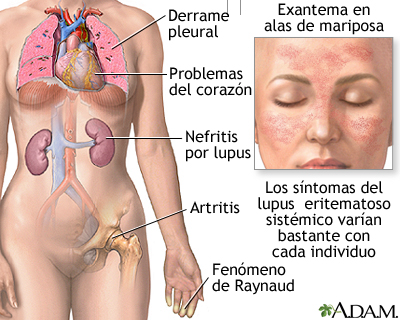 Derrame
pleural
Problemas
del corazón
Nefritis
por lupus
Artritis
Fenómeno
de Raynaud
Exantema en
alas de mariposa
Los síntomas del
lupus eritematoso
sistémico varían
bastante con
cada individuo
ADAM.